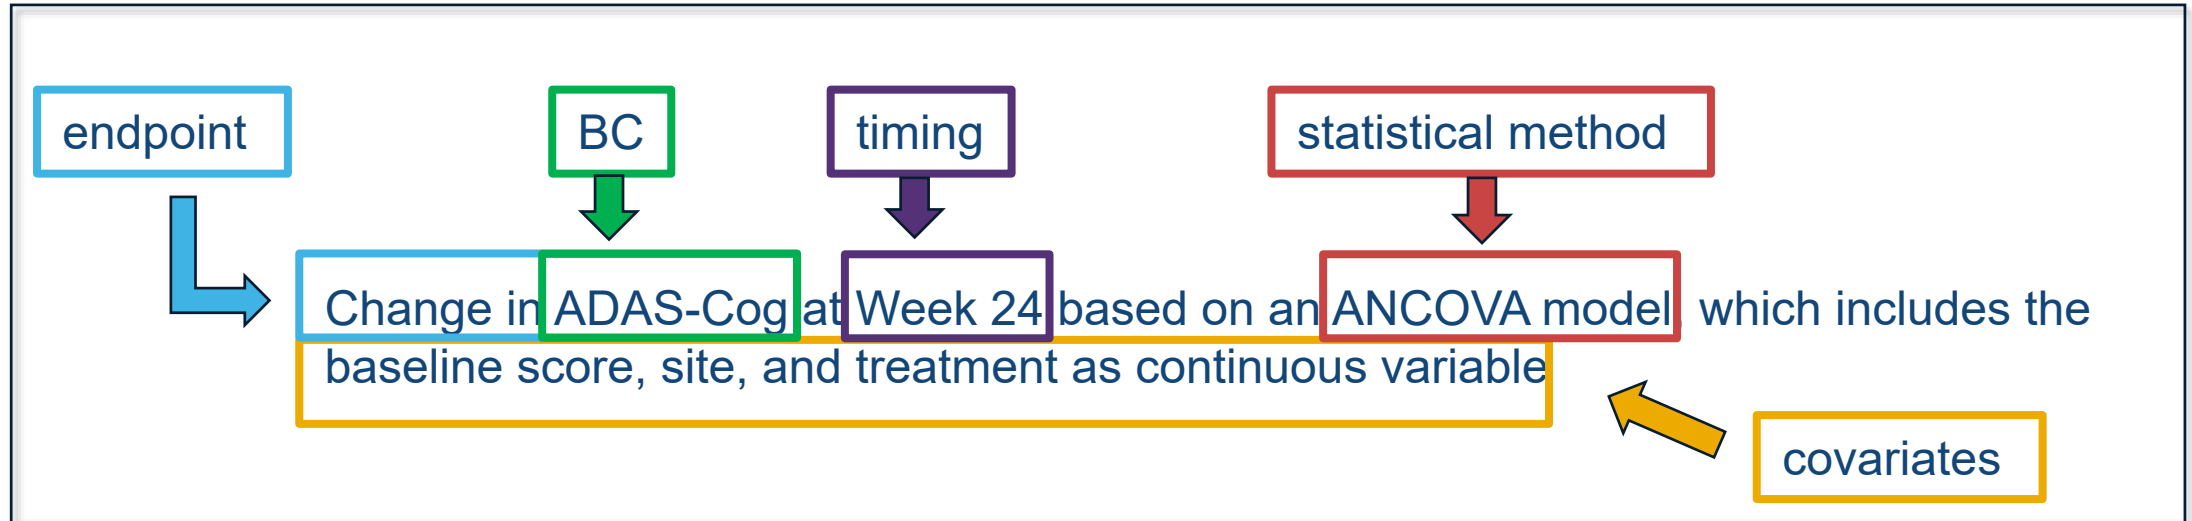 endpoint BC timing statistical method
Change in ADAS-Cog at Week 24 based on an ANCOVA model, which includes the
baseline score, site, and treatment as continuous variable
covariates